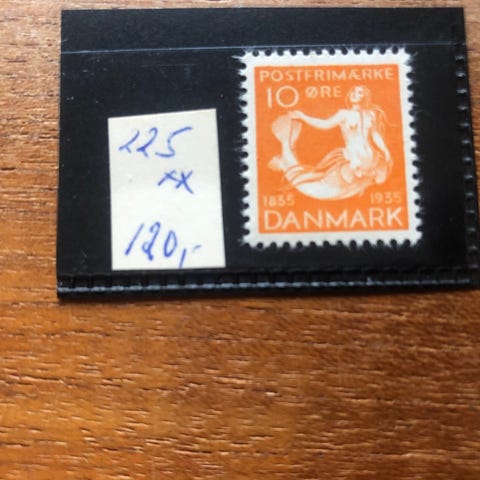 225
xx
120,-
POSTFRIMÆRKE
10 ØRE
1835 1935
DANMARK